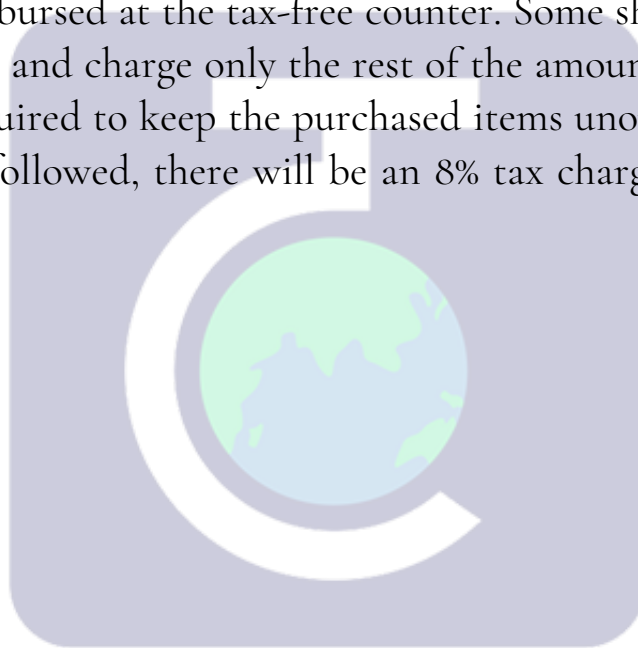 bursed at the tax-free counter. Some sh
and charge only the rest of the amoun
uired to keep the purchased items uno
ollowed, there will be an 8% tax charg